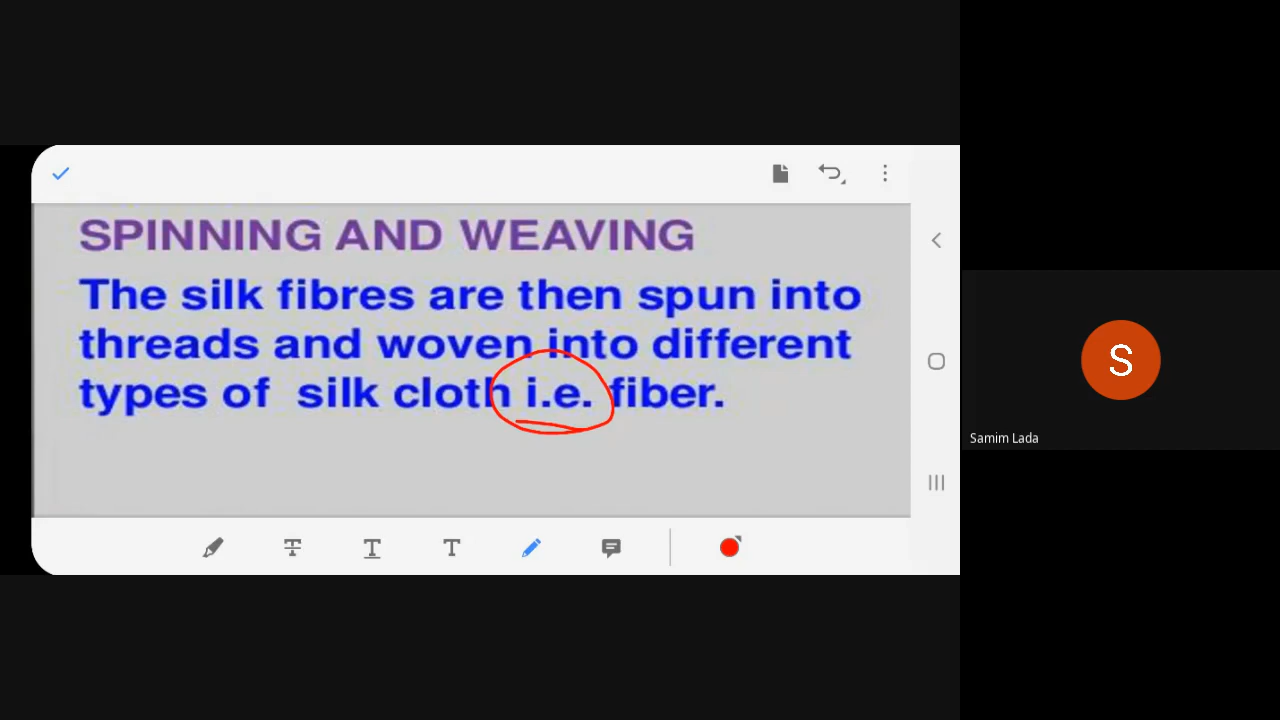 SPINNING AND WEAVING
The silk fibres are then spun into
threads and woven into different
types of silk cloth i.e. fiber.
S
Samim Lada